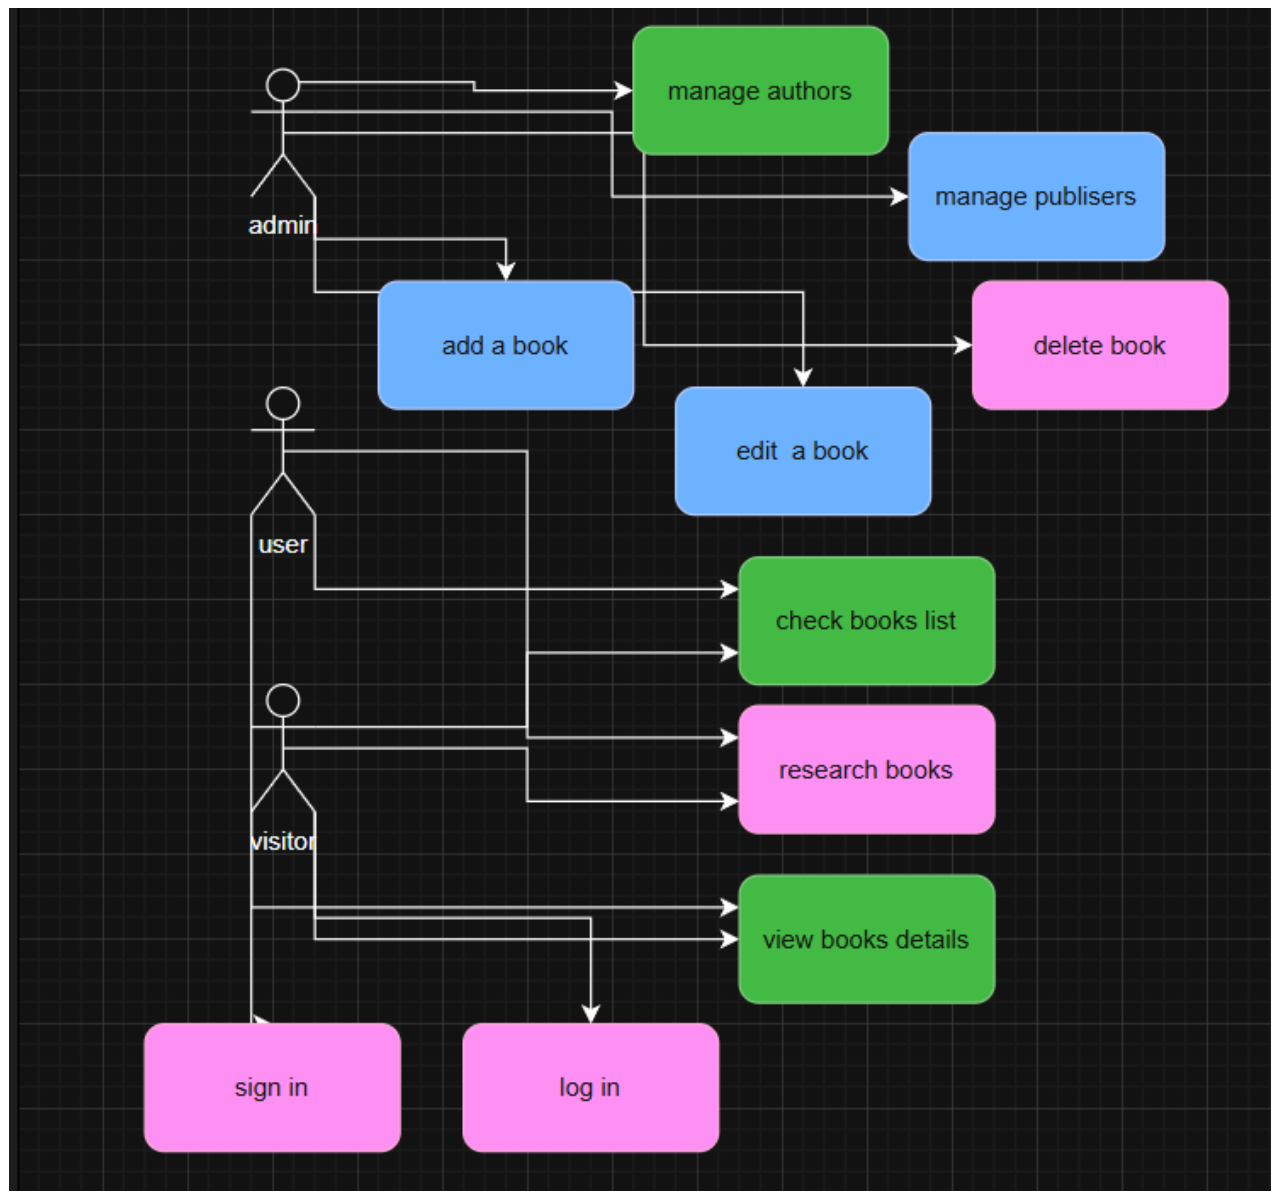 manage authors
manage publisers
admin
add a book
delete book
edit  a book
user
check books list
research books
visitor
view books details
sign in
log in